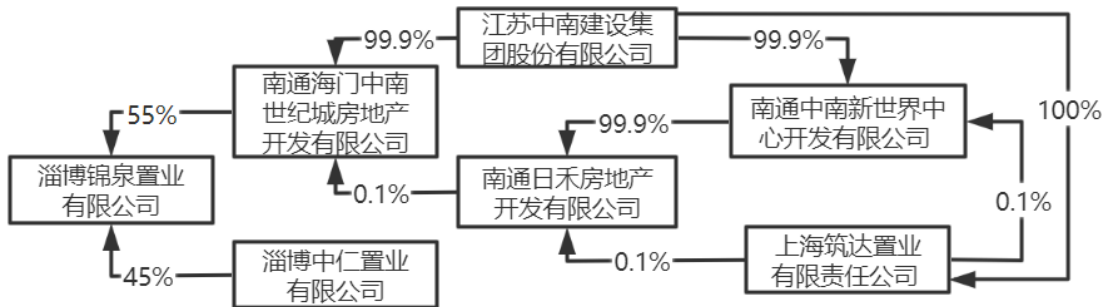 江苏中南建设集
团股份有限公司
99.9%
99.9%
南通海门中南
世纪城房地产
开发有限公司
南通中南新世界中
心开发有限公司
100%
55%
99.9%
淄博锦泉置业
有限公司
0.1%
南通日禾房地产
开发有限公司
0.1%
淄博中仁置业
有限公司
45%
0.1%
上海筑达置业
有限责任公司